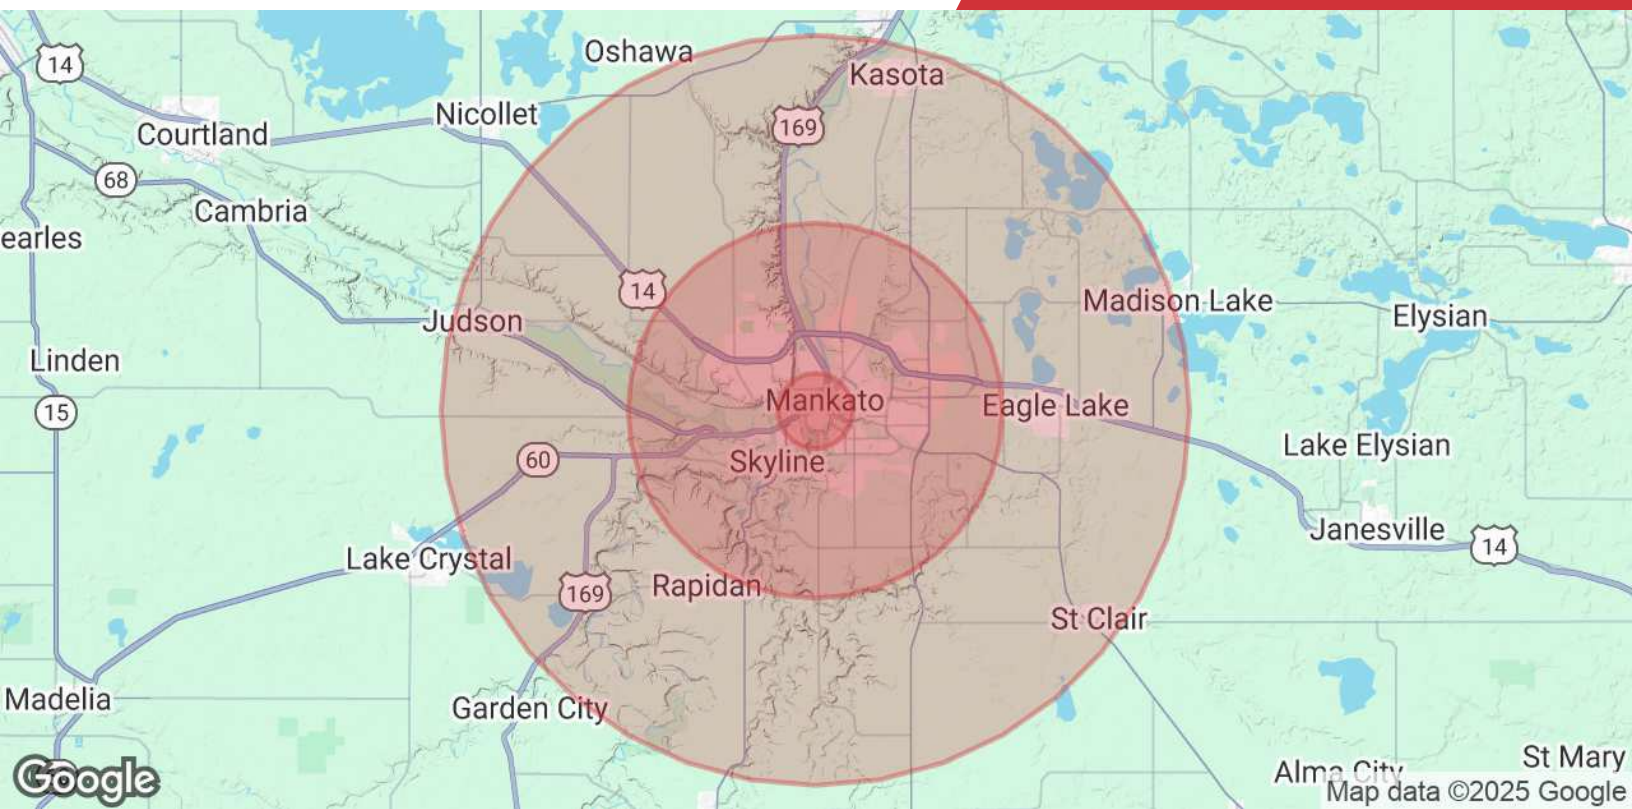 Oshawa
14
Kasota
Nicollet
169
Courtland
68
Cambria
earles
14
Madison Lake
Elysian
Judson
Linden
Mankato
Eagle Lake
15
Lake Elysian
60
Skyline
Janesville
14
Lake Crystal
169
Rapidan
St Clair
Madelia
Garden City
St Mary
Alma City
Google
Map data ©2025 Google